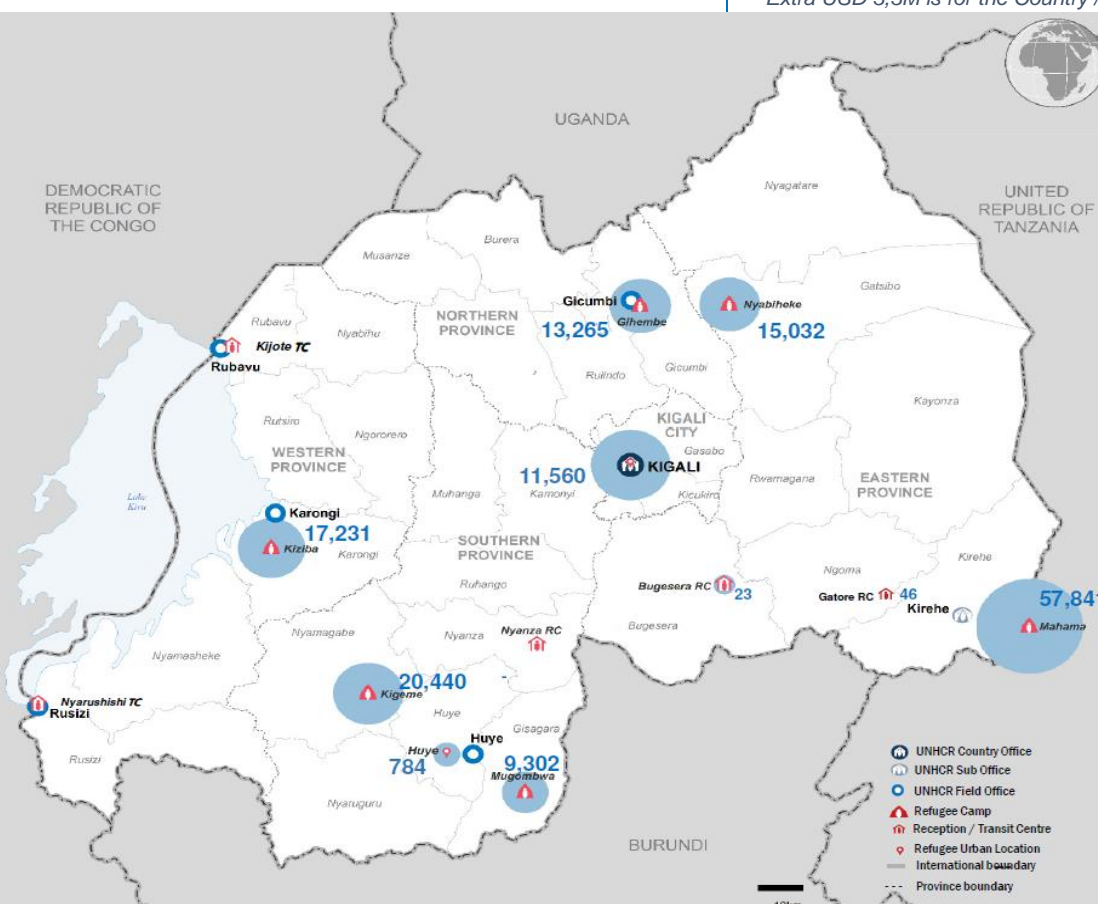 Extra USD 5,5M is for the Country
UGANDA
DEMOCRATIC
REPUBLIC OF
THE CONGO
UNITED
REPUBLIC OF
TANZANIA
Nyagatare
Burera
Musanze
Gatsibo
Gicumbi
Nyabiheke
Gihembe
13,265
15,032
NORTHERN
PROVINCE
Rubavu
Nyabihu
Kijote TC
Rubavu
Rulindo
Gicumbi
Kayonza
Rutsiro
Ngororero
KIGALI
CITY
Gasabo
WESTERN
PROVINCE
KIGALI
11,560
Kamonyi
Kicukiro
Rwamagana
EASTERN
PROVINCE
Muhanga
Lake
Kivu
Karongi
17,231
Kiziba
Karongi
SOUTHERN
PROVINCE
Ruhango
Kirehe
Ngoma
Bugesera RC
23
Gatore RC
46
Kirehe
57,841
Mahama
Bugesera
Nyamagabe
Nyanza
Nyanza RC
Nyamasheke
20,440
Kigeme
Nyarushishi TC
Rusizi
Huye
Gisagara
Huye
Huye
784
9,302
Mugombwa
Rusizi
Nyaruguru
BURUNDI
UNHCR Country Office
UNHCR Sub Office
UNHCR Field Office
Refugee Camp
Reception / Transit Centre
Refugee Urban Location
International boundary
Province boundary